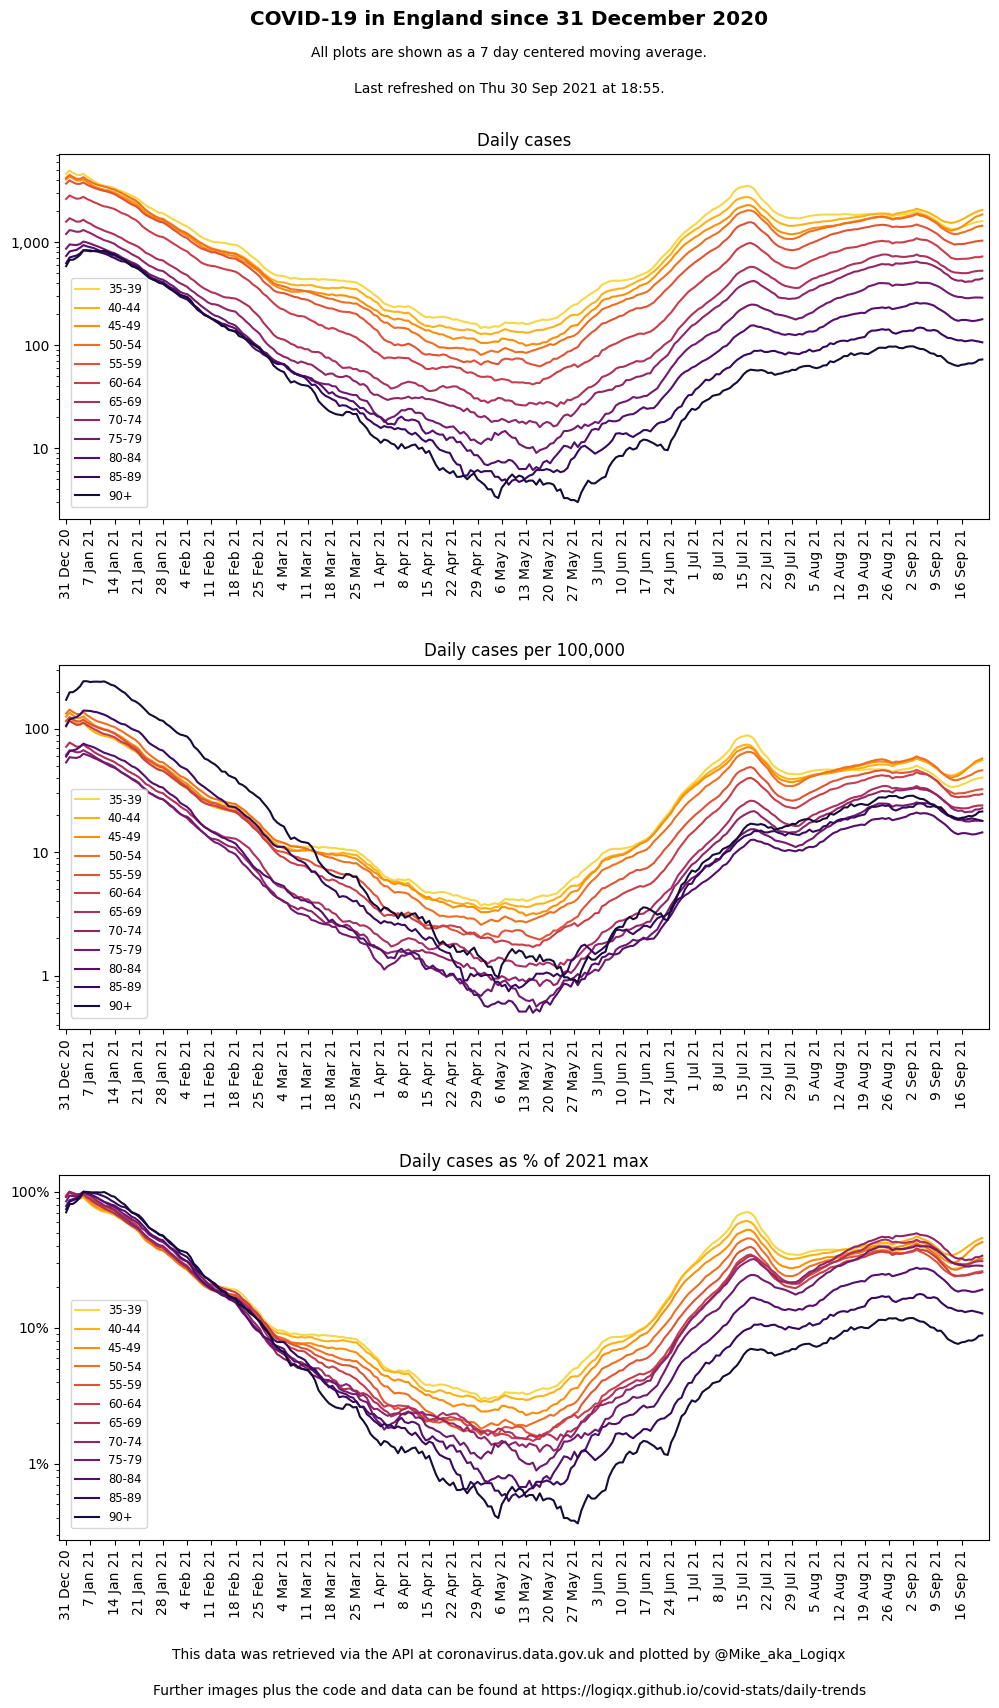 COVID-19 in England since 31 December 2020
All plots are shown as a 7 day centered moving average.
Last refreshed on Thu 30 Sep 2021 at 18:55.
Daily cases
1,000
100
10
35-39
40-44
45-49
50-54
55-59
60-64
65-69
70-74
75-79
80-84
85-89
90+
31 Dec 20
7 Jan 21
14 Jan 21
21 Jan 21
28 Jan 21
4 Feb 21
11 Feb 21
18 Feb 21
25 Feb 21
4 Mar 21
11 Mar 21
18 Mar 21
25 Mar 21
1 Apr 21
8 Apr 21
15 Apr 21
22 Apr 21
29 Apr 21
6 May 21
13 May 21
20 May 21
27 May 21
3 Jun 21
10 Jun 21
17 Jun 21
24 Jun 21
1 Jul 21
8 Jul 21
15 Jul 21
22 Jul 21
29 Jul 21
5 Aug 21
12 Aug 21
19 Aug 21
26 Aug 21
2 Sep 21
9 Sep 21
16 Sep 21
Daily cases per 100,000
100
10
1
35-39
40-44
45-49
50-54
55-59
60-64
65-69
70-74
75-79
80-84
85-89
90+
31 Dec 20
7 Jan 21
14 Jan 21
21 Jan 21
28 Jan 21
4 Feb 21
11 Feb 21
18 Feb 21
25 Feb 21
4 Mar 21
11 Mar 21
18 Mar 21
25 Mar 21
1 Apr 21
8 Apr 21
15 Apr 21
22 Apr 21
29 Apr 21
6 May 21
13 May 21
20 May 21
27 May 21
3 Jun 21
10 Jun 21
17 Jun 21
24 Jun 21
1 Jul 21
8 Jul 21
15 Jul 21
22 Jul 21
29 Jul 21
5 Aug 21
12 Aug 21
19 Aug 21
26 Aug 21
2 Sep 21
9 Sep 21
16 Sep 21
Daily cases as % of 2021 max
100%
10%
1%
35-39
40-44
45-49
50-54
55-59
60-64
65-69
70-74
75-79
80-84
85-89
90+
31 Dec 20
7 Jan 21
14 Jan 21
21 Jan 21
28 Jan 21
4 Feb 21
11 Feb 21
18 Feb 21
25 Feb 21
4 Mar 21
11 Mar 21
18 Mar 21
25 Mar 21
1 Apr 21
8 Apr 21
15 Apr 21
22 Apr 21
29 Apr 21
6 May 21
13 May 21
20 May 21
27 May 21
3 Jun 21
10 Jun 21
17 Jun 21
24 Jun 21
1 Jul 21
8 Jul 21
15 Jul 21
22 Jul 21
29 Jul 21
5 Aug 21
12 Aug 21
19 Aug 21
26 Aug 21
2 Sep 21
9 Sep 21
16 Sep 21
This data was retrieved via the API at coronavirus.data.gov.uk and plotted by @Mike_aka_Logiqx
Further images plus the code and data can be found at https://logiqx.github.io/covid-stats/daily-trends